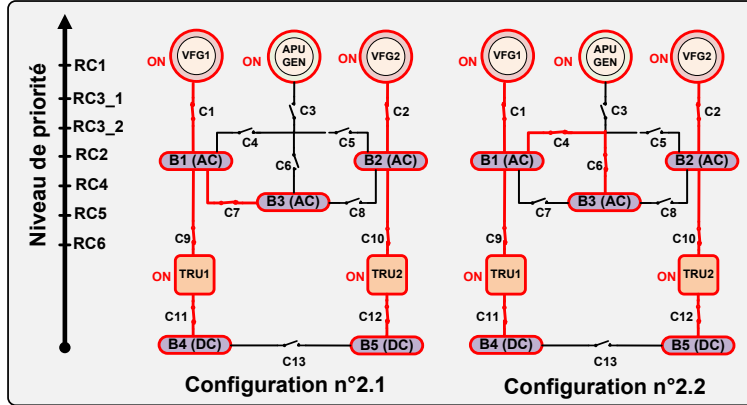 Niveau de priorité
RC1
RC3_1
RC3_2
RC2
RC4
RC5
RC6
ON VFG1 ON APU GEN ON VFG2
C1 C3 C2
C4 C5
B1 (AC) C6 B2 (AC)
C7 B3 (AC) C8
C9 C10
ON TRU1 ON TRU2
C11 C12
B4 (DC) C13 B5 (DC)
Configuration n°2.1
ON VFG1 ON APU GEN ON VFG2
C1 C3 C2
C4 C5
B1 (AC) C6 B2 (AC)
C7 B3 (AC) C8
C9 C10
ON TRU1 ON TRU2
C11 C12
B4 (DC) C13 B5 (DC)
Configuration n°2.2